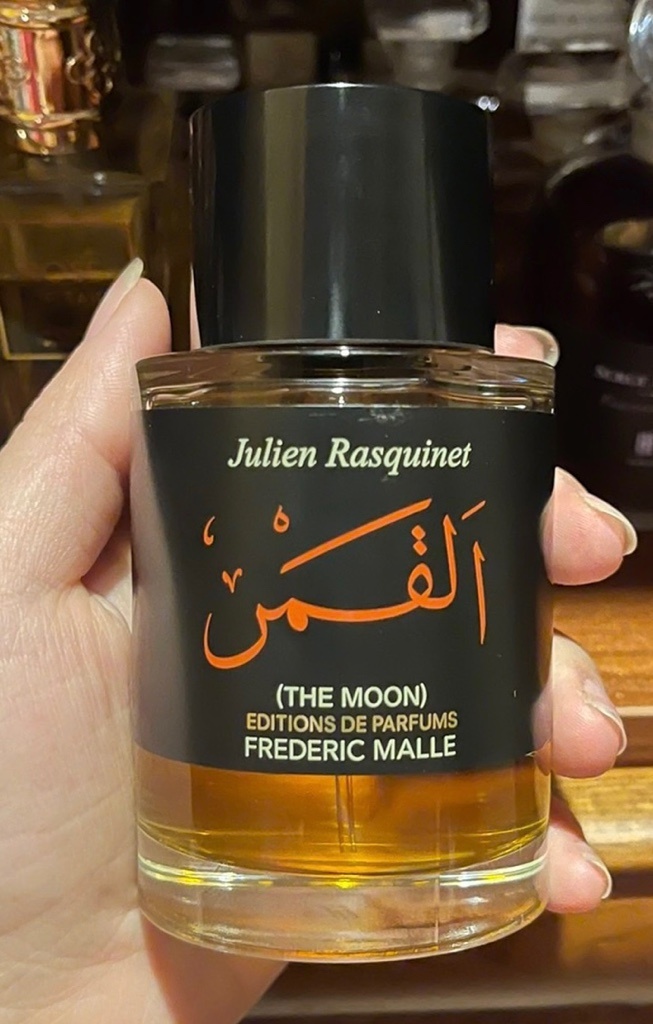 Julien Rasquinet
القمر
(THE MOON)
EDITIONS DE PARFUMS
FREDERIC MALLE